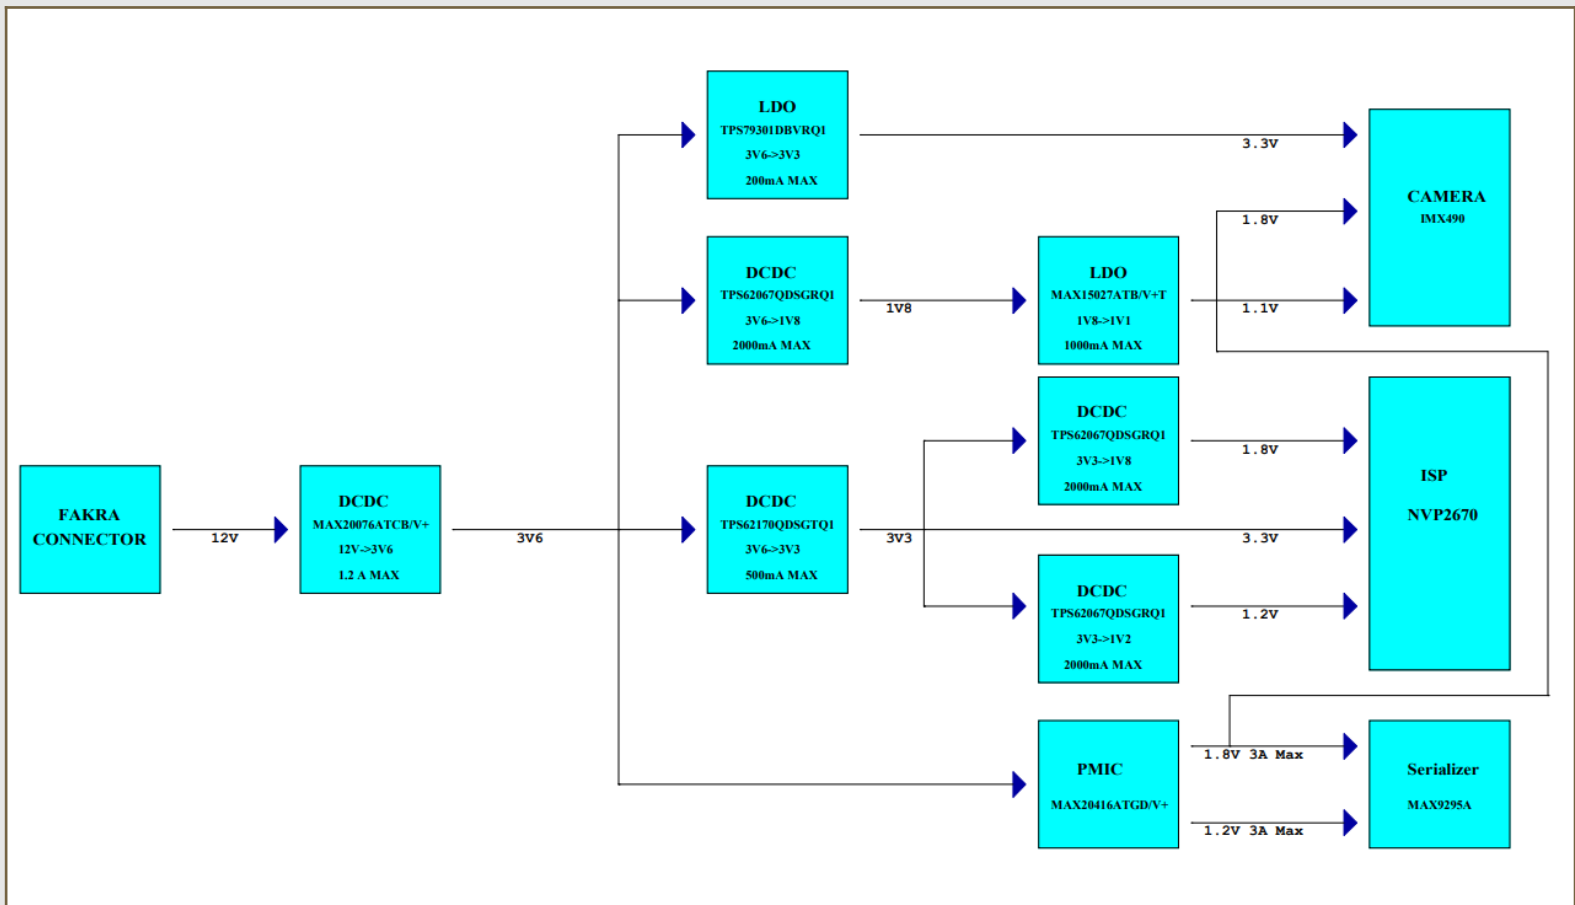 LDO
TPS79301DBVRQ1
3V6->3V3
200mA MAX
3.3V
CAMERA
IMX490
1.8V
DCDC
TPS62067QDSGRQ1
3V6->1V8
2000mA MAX
1V8
LDO
MAX15027ATB/V+T
1V8->1V1
1000mA MAX
1.1V
DCDC
TPS62067QDSGRQ1
3V3->1V8
2000mA MAX
1.8V
ISP
NVP2670
FAKRA
CONNECTOR
12V
DCDC
MAX20076ATCB/V+
12V->3V6
1.2 A MAX
3V6
DCDC
TPS62170QDSGTQ1
3V6->3V3
500mA MAX
3V3
3.3V
DCDC
TPS62067QDSGRQ1
3V3->1V2
2000mA MAX
1.2V
PMIC
MAX20416ATGD/V+
1.8V 3A Max
1.2V 3A Max
Serializer
MAX9295A